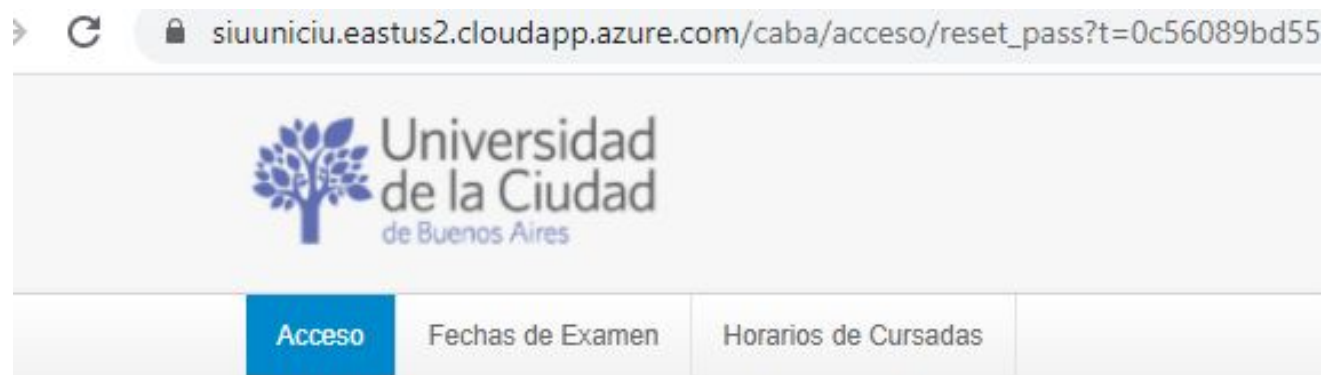 siuuniciu.eastus2.cloudapp.azure.com/caba/acceso/reset_pass?t=0c56089bd55
Universidad
de la Ciudad
de Buenos Aires
Acceso Fechas de Examen Horarios de Cursadas